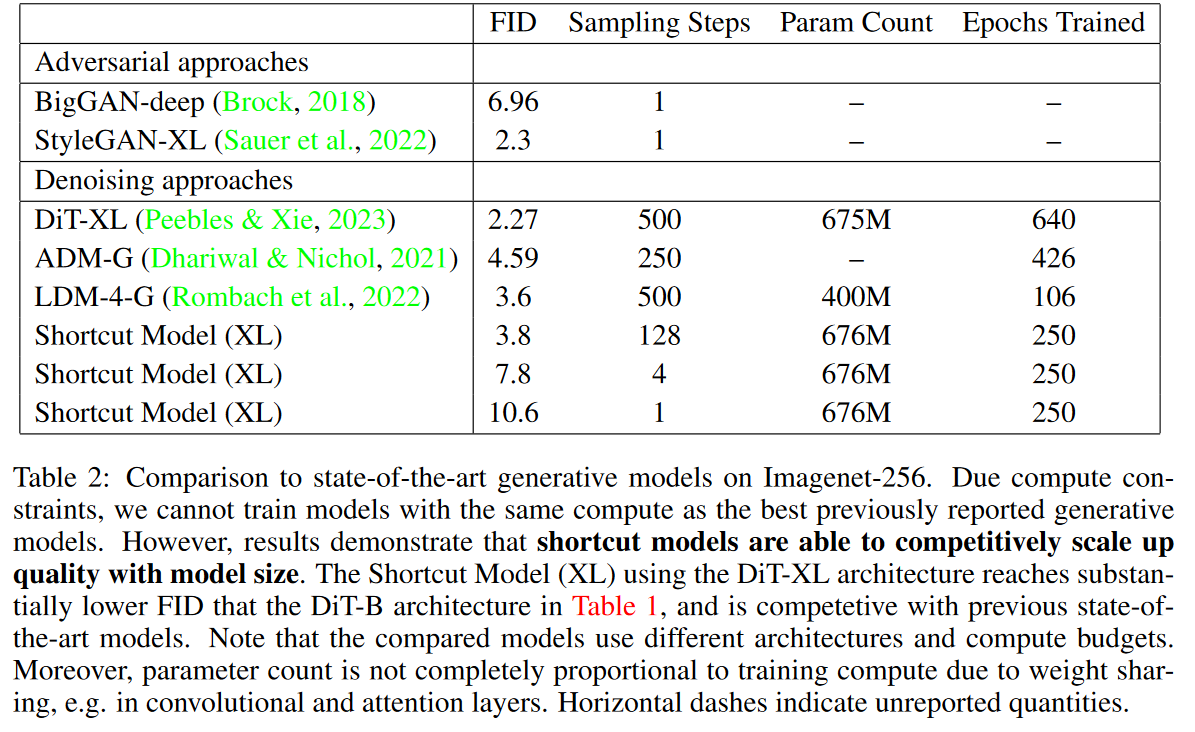 FID Sampling Steps Param Count Epochs Trained
Adversarial approaches
BigGAN-deep (Brock, 2018) 6.96 1 – –
StyleGAN-XL (Sauer et al., 2022) 2.3 1 – –
Denoising approaches
DiT-XL (Peebles & Xie, 2023) 2.27 500 675M 640
ADM-G (Dhariwal & Nichol, 2021) 4.59 250 – 426
LDM-4-G (Rombach et al., 2022) 3.6 500 400M 106
Shortcut Model (XL) 3.8 128 676M 250
Shortcut Model (XL) 7.8 4 676M 250
Shortcut Model (XL) 10.6 1 676M 250
Table 2: Comparison to state-of-the-art generative models on Imagenet-256. Due compute con-
straints, we cannot train models with the same compute as the best previously reported generative
models. However, results demonstrate that shortcut models are able to competitively scale up
quality with model size. The Shortcut Model (XL) using the DiT-XL architecture reaches substan-
tially lower FID that the DiT-B architecture in Table 1, and is competetive with previous state-of-
the-art models. Note that the compared models use different architectures and compute budgets.
Moreover, parameter count is not completely proportional to training compute due to weight shar-
ing, e.g. in convolutional and attention layers. Horizontal dashes indicate unreported quantities.